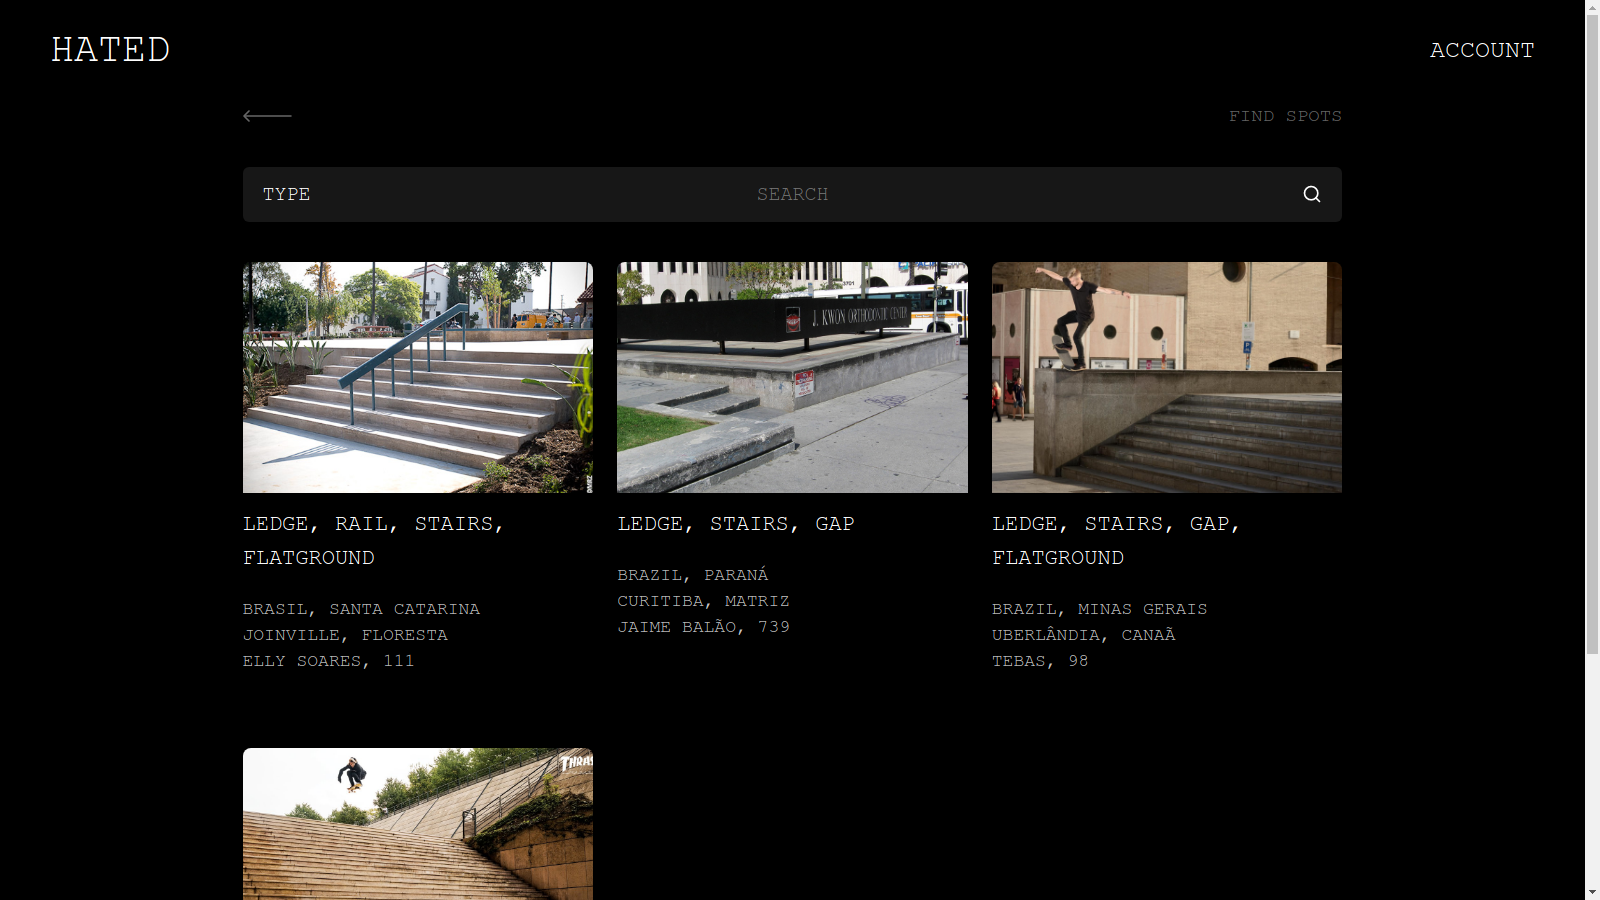 HATED
ACCOUNT
FIND SPOTS
TYPE
SEARCH
3701
J. KWON ORTHODONTIC CENTER
P
LEDGE, RAIL, STAIRS,
FLATGROUND
BRASIL, SANTA CATARINA
JOINVILLE, FLORESTA
ELLY SOARES, 111
LEDGE, STAIRS, GAP
BRAZIL, PARANÁ
CURITIBA, MATRIZ
JAIME BALÃO, 739
LEDGE, STAIRS, GAP,
FLATGROUND
BRAZIL, MINAS GERAIS
UBERLÂNDIA, CANAÃ
TEBAS, 98
THRAS